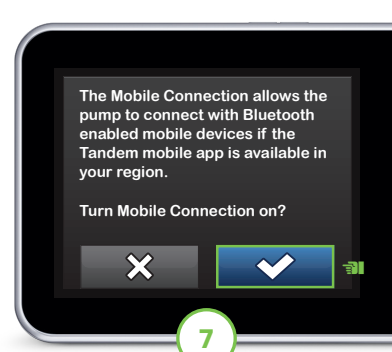 The Mobile Connection allows the
pump to connect with Bluetooth
enabled mobile devices if the
Tandem mobile app is available in
your region.
Turn Mobile Connection on?
7